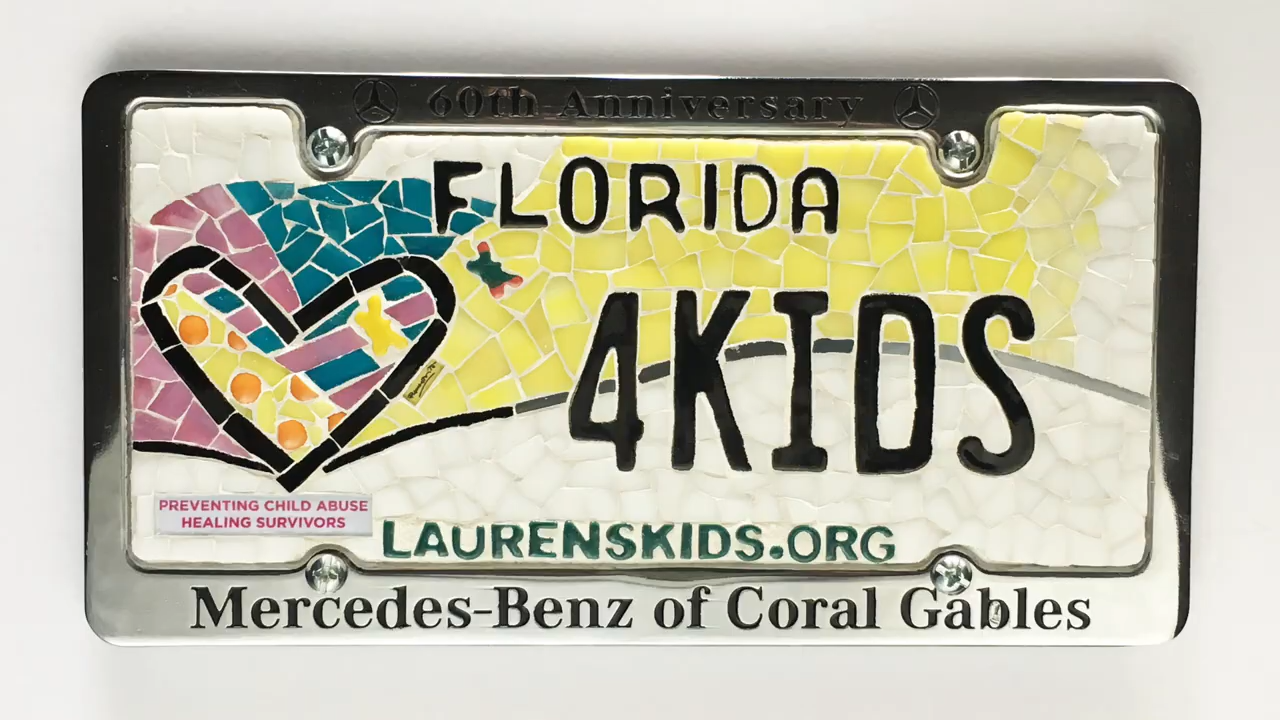 60th Anniversary
FLORIDA
4KIDS
PREVENTING CHILD ABUSE
HEALING SURVIVORS
LAURENSKIDS.ORG
Mercedes-Benz of Coral Gables